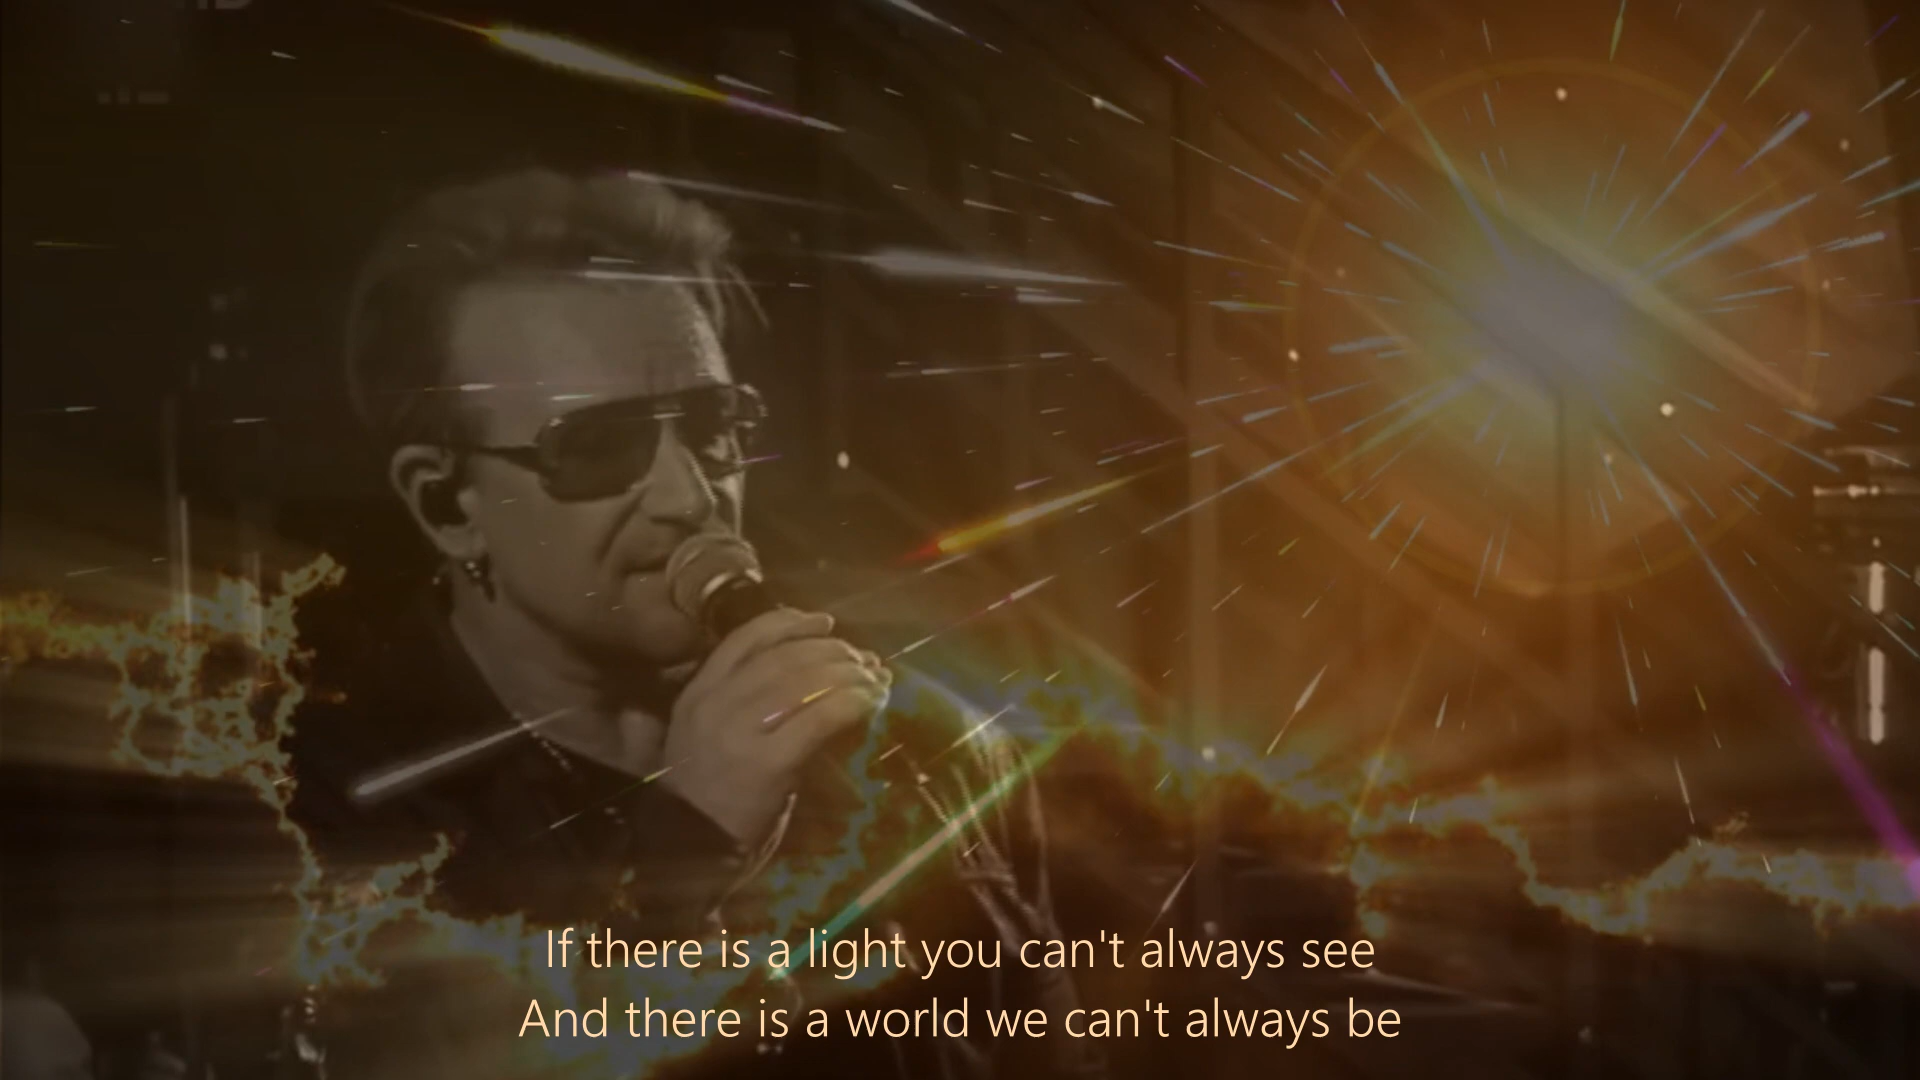 If there is a light you can't always see
And there is a world we can't always be